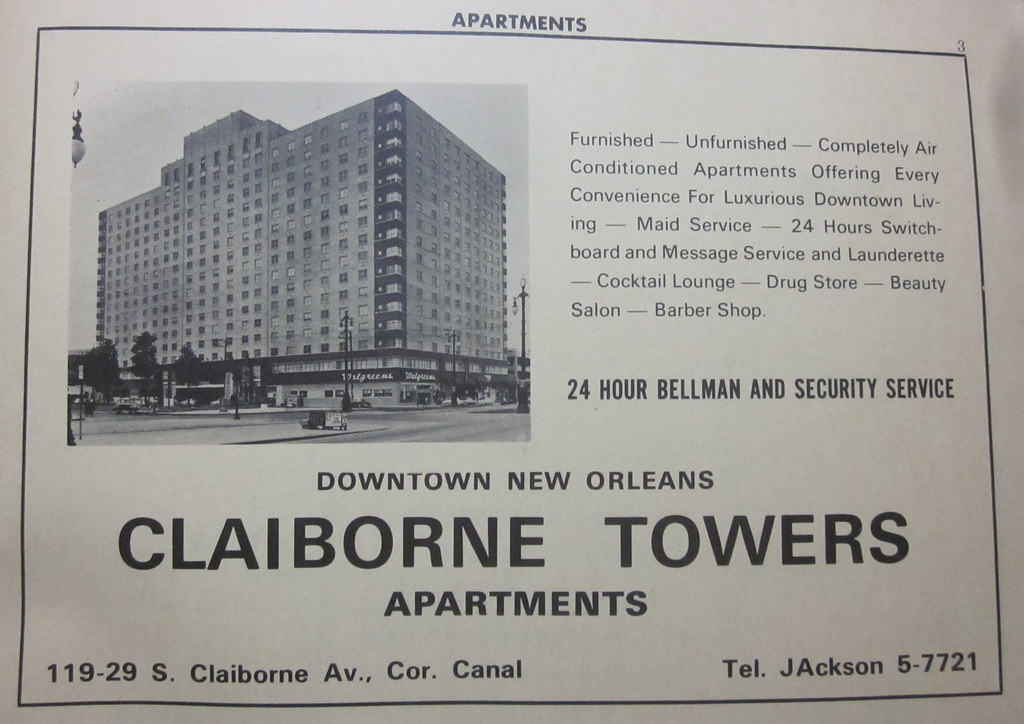 APARTMENTS
3
Furnished — Unfurnished — Completely Air
Conditioned Apartments Offering Every
Convenience For Luxurious Downtown Liv-
ing — Maid Service — 24 Hours Switch-
board and Message Service and Launderette
— Cocktail Lounge — Drug Store — Beauty
Salon — Barber Shop.
Walgreens Walgreens
24 HOUR BELLMAN AND SECURITY SERVICE
DOWNTOWN NEW ORLEANS
CLAIBORNE TOWERS
APARTMENTS
119-29 S. Claiborne Av., Cor. Canal
Tel. JAckson 5-7721